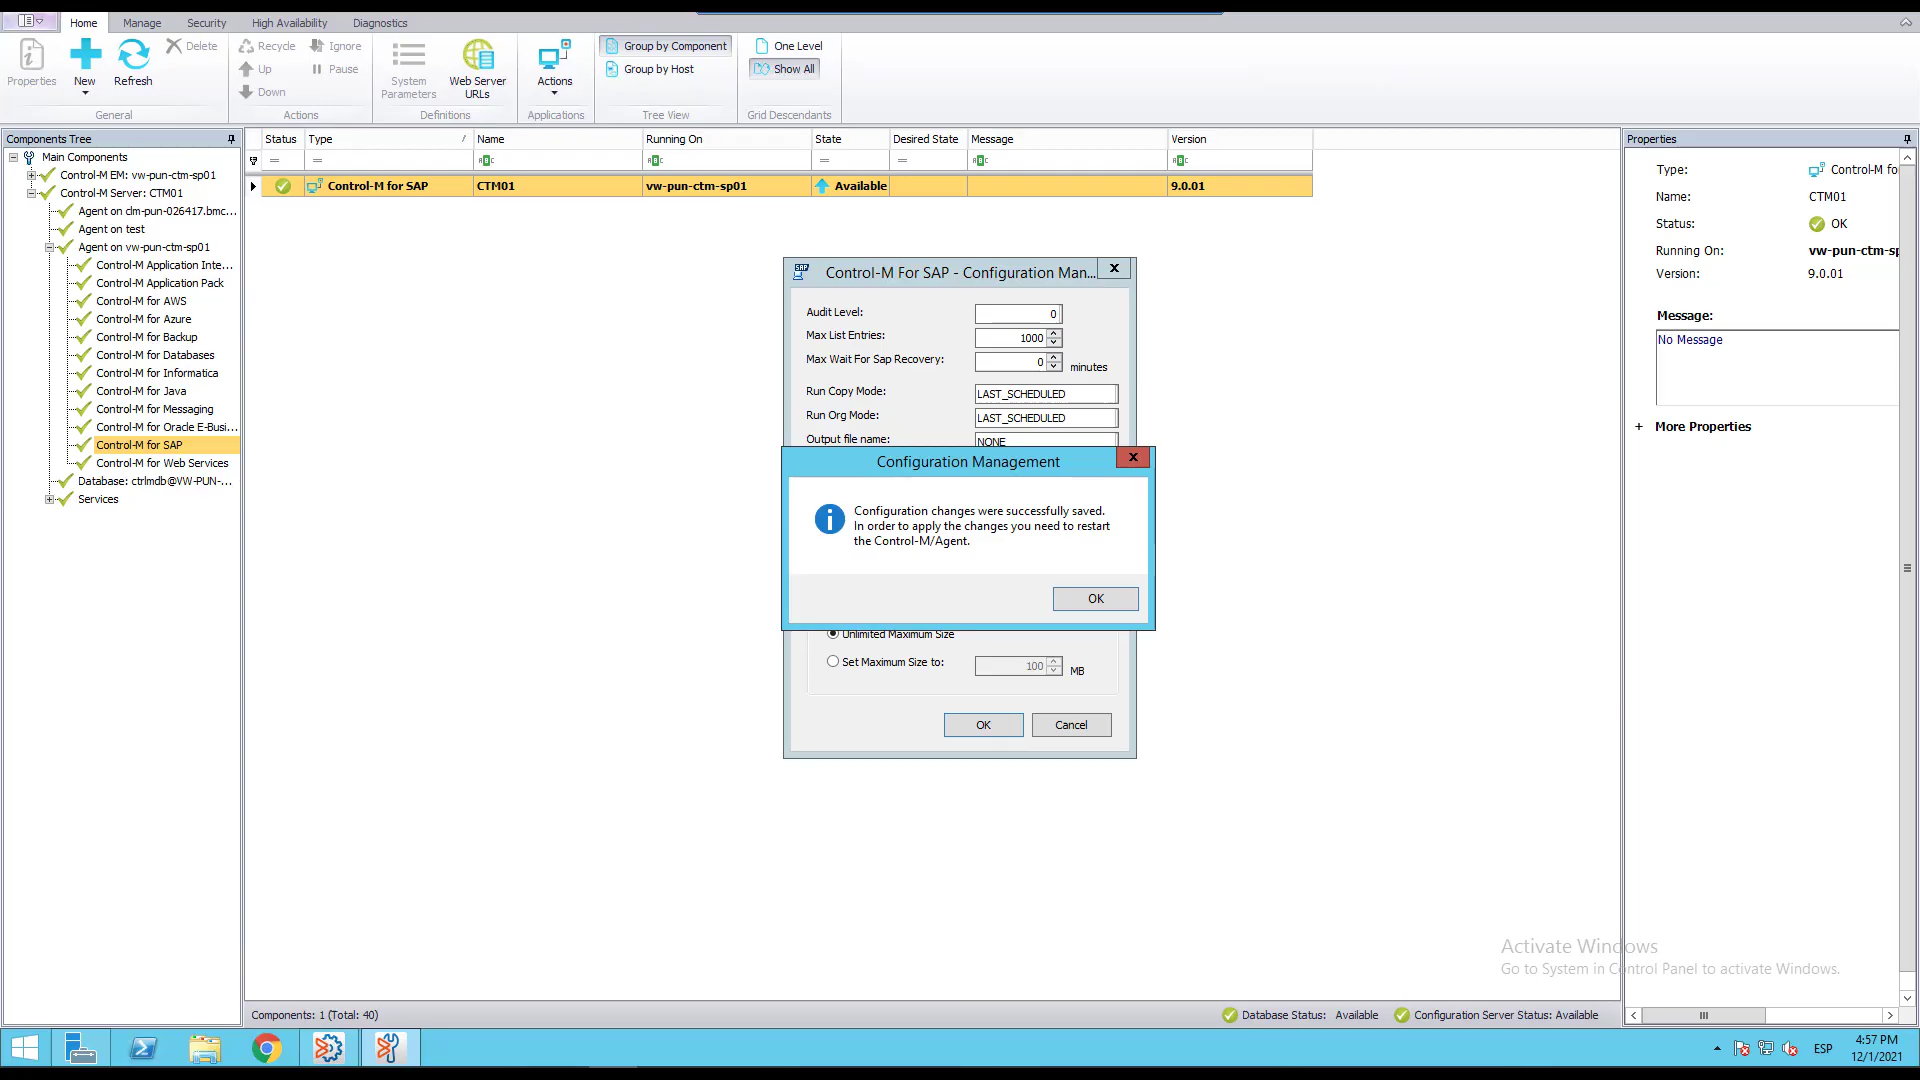 Home Manage Security High Availability Diagnostics
Properties
New
Refresh
Delete
General
Recycle
Ignore
Up
Pause
Down
Actions
System
Parameters
Web Server
URLs
Definitions
Actions
Applications
Group by Component
Group by Host
Tree View
One Level
Show All
Grid Descendants
Components Tree
Main Components
Control-M EM: vw-pun-ctm-sp01
Control-M Server: CTM01
Agent on clm-pun-026417.bmc...
Agent on test
Agent on vw-pun-ctm-sp01
Control-M Application Inte...
Control-M Application Pack
Control-M for AWS
Control-M for Azure
Control-M for Backup
Control-M for Databases
Control-M for Informatica
Control-M for Java
Control-M for Messaging
Control-M for Oracle E-Busi...
Control-M for SAP
Control-M for Web Services
Database: ctrlmdb@VW-PUN-...
Services
Status Type / Name Running On State Desired State Message Version
= = ABC ABC = = ABC ABC
Control-M for SAP CTM01 vw-pun-ctm-sp01 Available 9.0.01
SAP Control-M For SAP - Configuration Man... X
Audit Level: 0
Max List Entries: 1000
Max Wait For Sap Recovery: 0 minutes
Run Copy Mode: LAST_SCHEDULED
Run Org Mode: LAST_SCHEDULED
Output file name: NONE
Configuration Management X
Configuration changes were successfully saved.
In order to apply the changes you need to restart
the Control-M/Agent.
OK
Unlimited Maximum Size
Set Maximum Size to: 100 MB
OK Cancel
Properties
Type: Control-M fo
Name: CTM01
Status: OK
Running On: vw-pun-ctm-sp
Version: 9.0.01
Message:
No Message
+ More Properties
Activate Windows
Go to System in Control Panel to activate Windows.
Components: 1 (Total: 40)
Database Status: Available
Configuration Server Status: Available
ESP
4:57 PM
12/1/2021